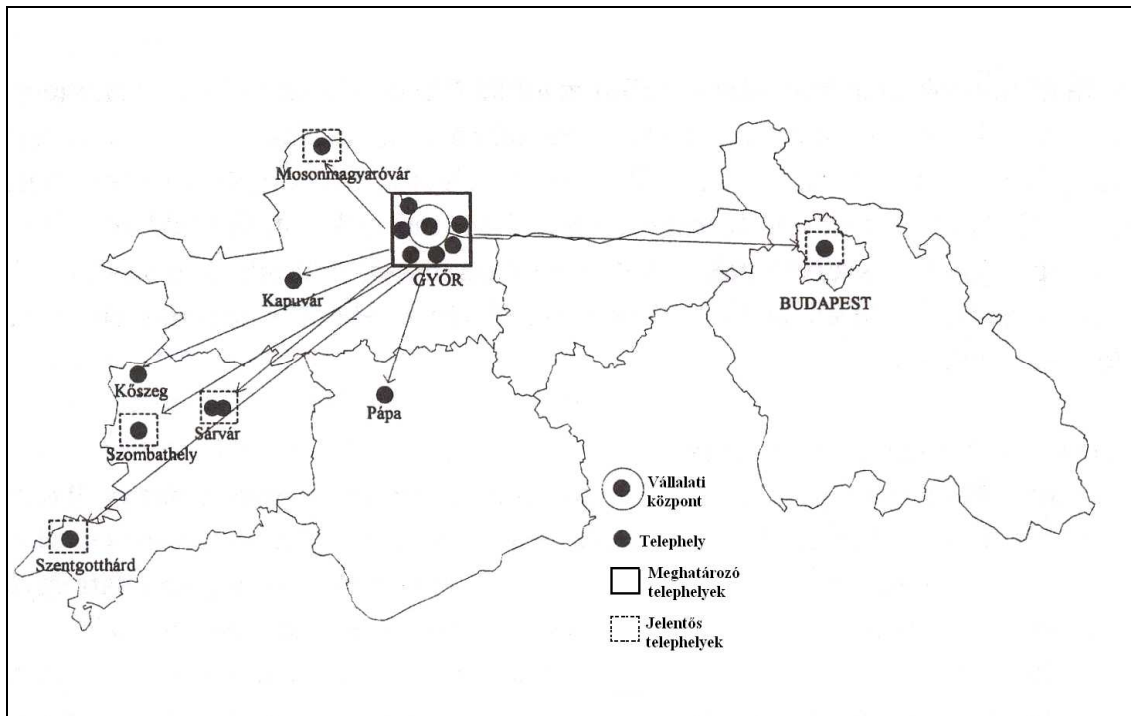 Mosonmagyaróvár
GYŐR
Kapuvár
BUDAPEST
Kőszeg
Pápa
Sárvár
Szombathely
Szentgotthárd
Vállalati
központ
Telephely
Meghatározó
telephelyek
Jelentős
telephelyek